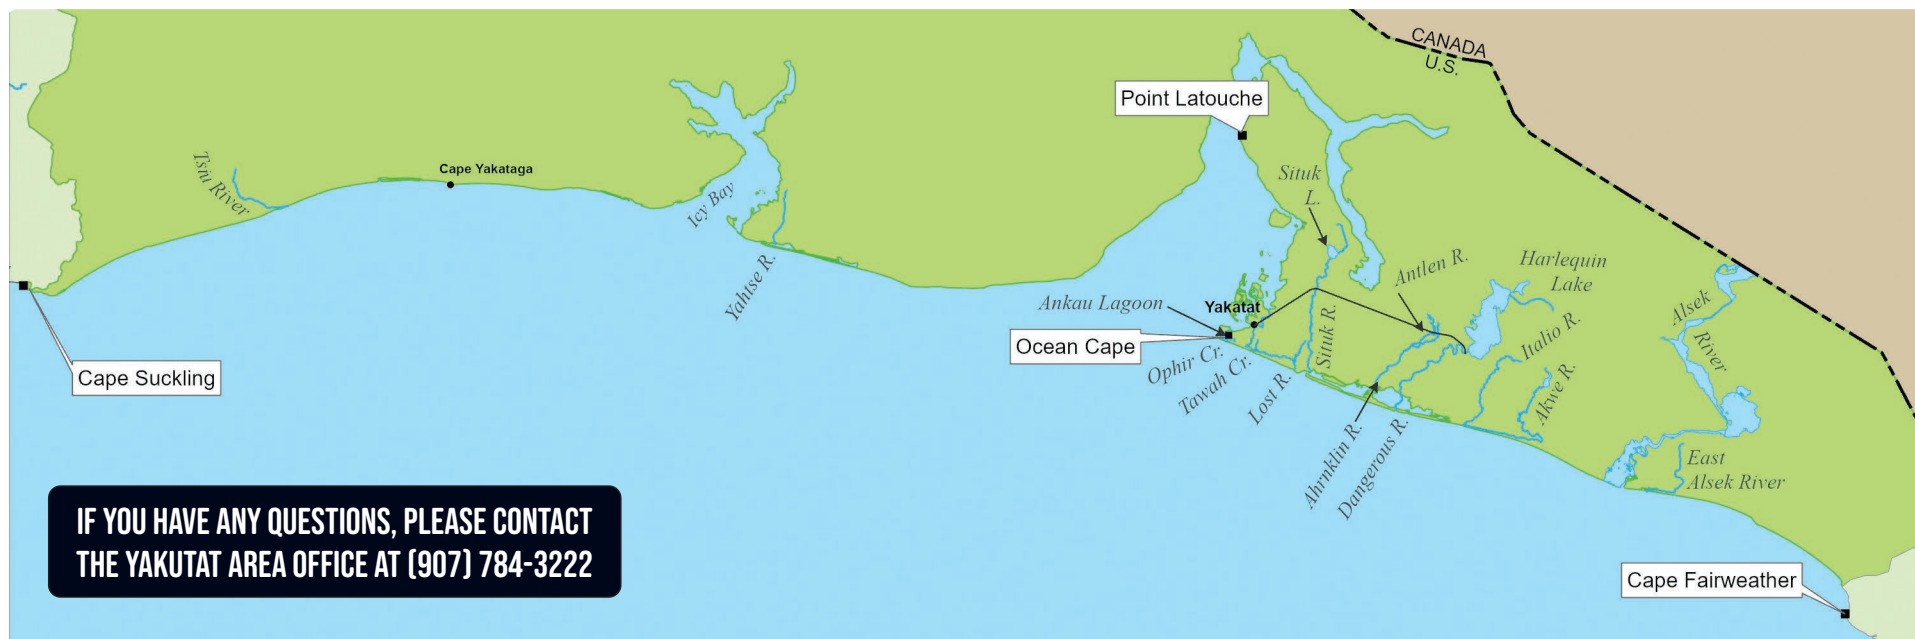 CANADA
U.S.
Point Latouche
Tsiu River
Cape Yakataga
Icy Bay
Yahtse R.
Situk
L.
Antlen R.
Harlequin
Lake
Alsek
River
Ankau Lagoon
Yakatat
Ocean Cape
Ophir Cr.
Tawah Cr.
Lost R.
Situk R.
Italio R.
Akwe R.
Cape Suckling
Ahrnklin R.
Dangerous R.
East
Alsek River
IF YOU HAVE ANY QUESTIONS, PLEASE CONTACT
THE YAKUTAT AREA OFFICE AT (907) 784-3222
Cape Fairweather